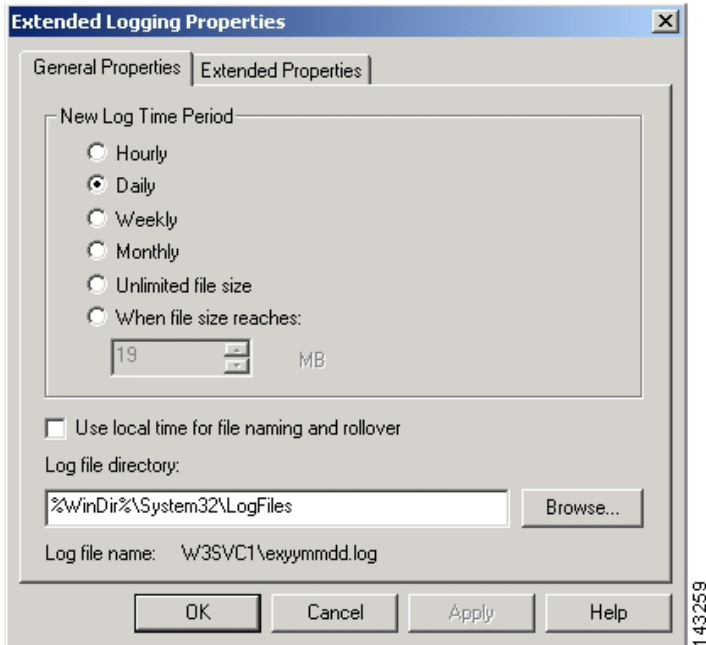 Extended Logging Properties
General Properties
Extended Properties
New Log Time Period
Hourly
Daily
Weekly
Monthly
Unlimited file size
When file size reaches:
19
MB
Use local time for file naming and rollover
Log file directory:
%WinDir%\System32\LogFiles
Browse...
Log file name: W3SVC1\exyymmdd.log
OK
Cancel
Apply
Help
143259